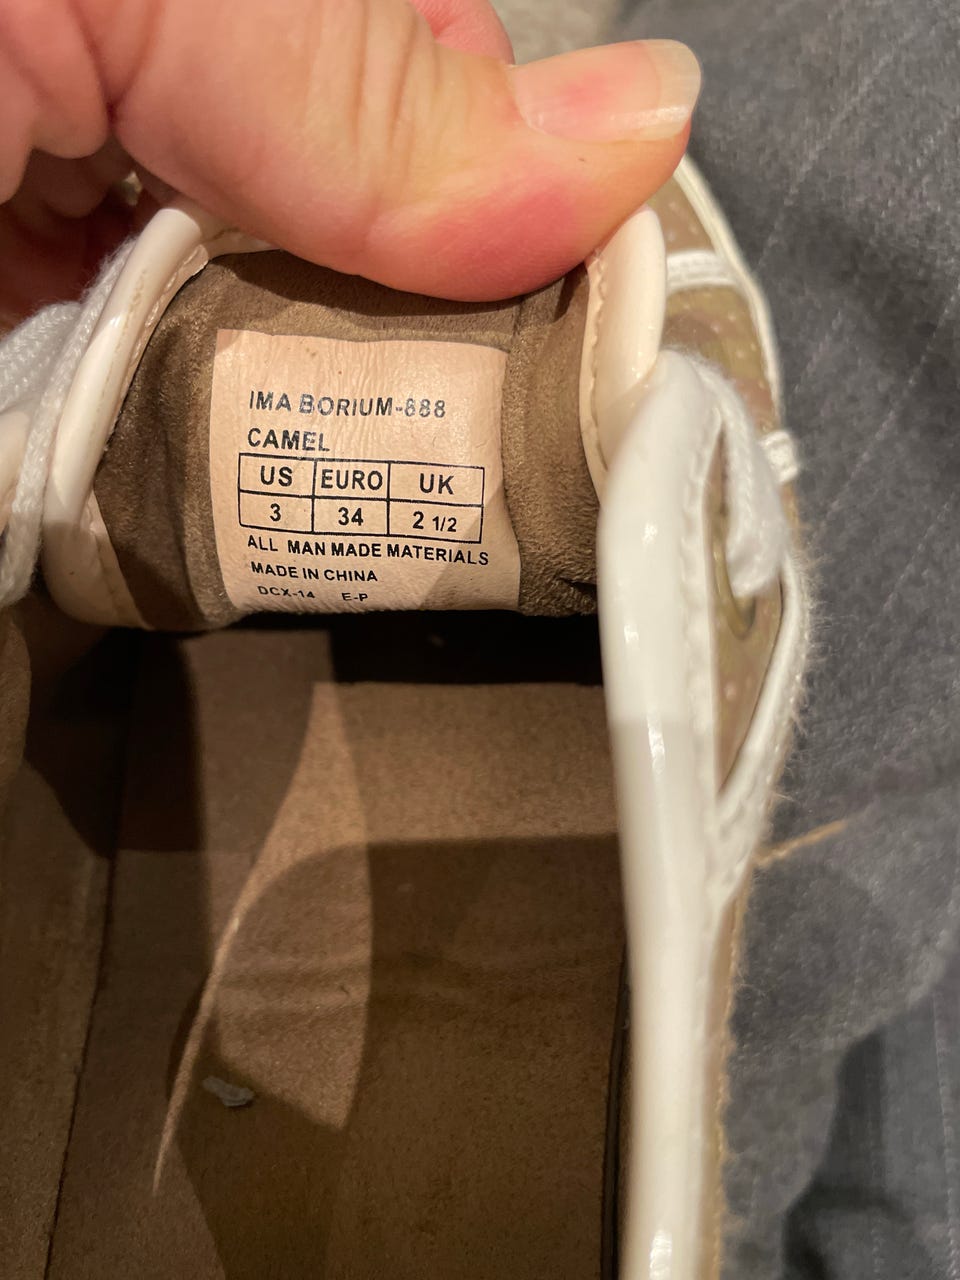 IMA BORIUM-888
CAMEL
US EURO UK
3 34 2 1/2
ALL MAN MADE MATERIALS
MADE IN CHINA
DCX-14 E-P